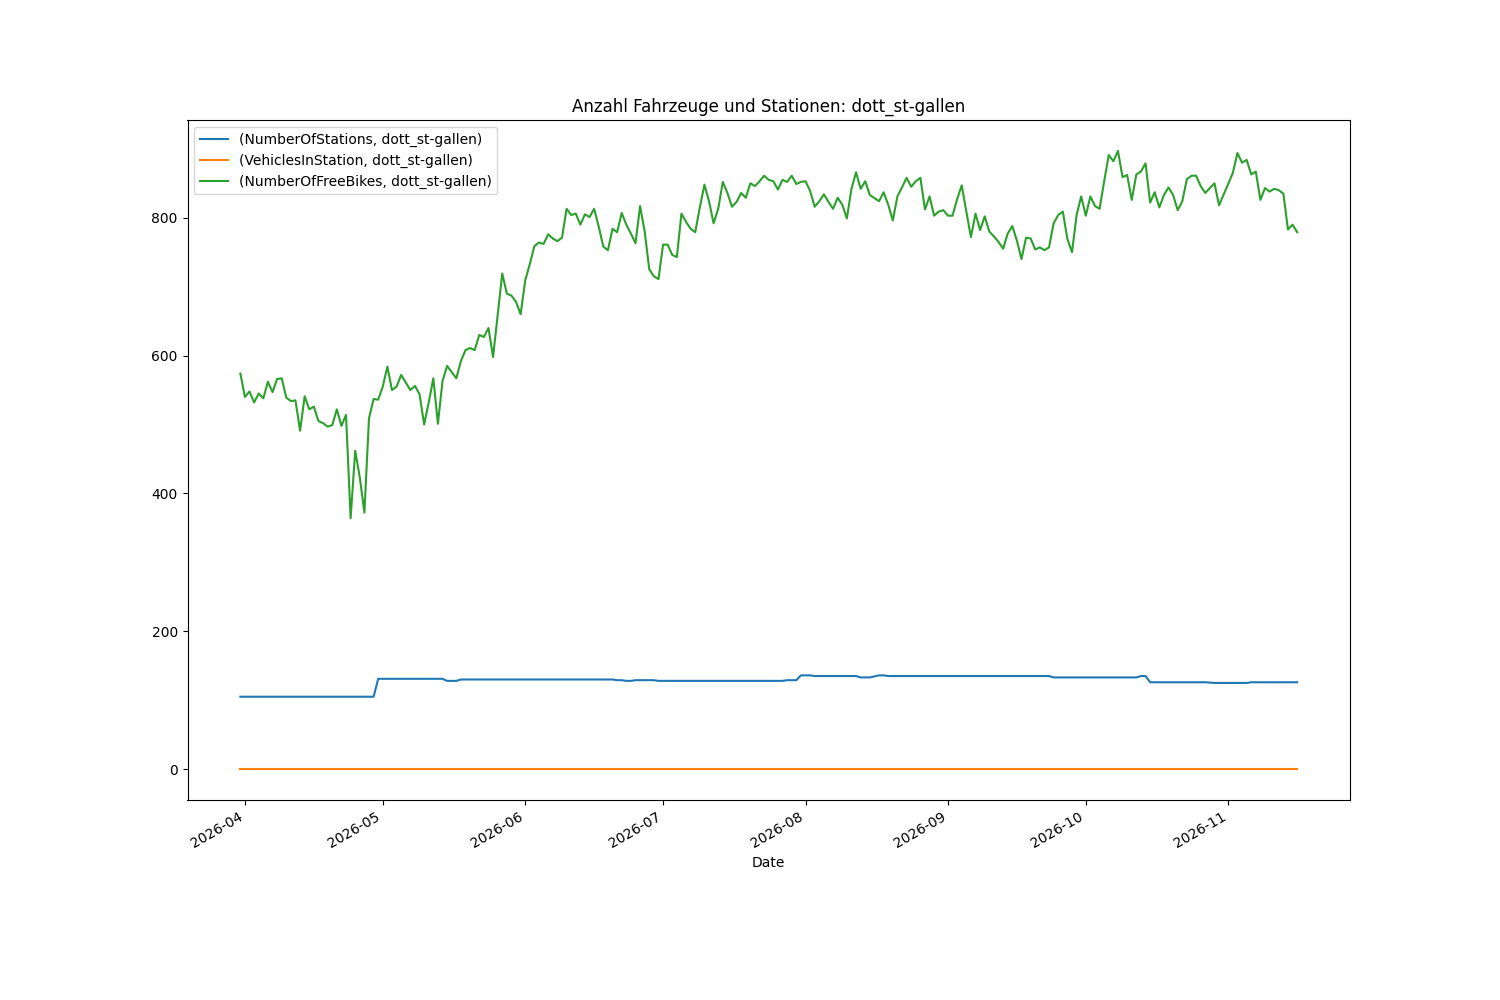 Anzahl Fahrzeuge und Stationen: dott_st-gallen
(NumberOfStations, dott_st-gallen)
(VehiclesInStation, dott_st-gallen)
(NumberOfFreeBikes, dott_st-gallen)
800
600
400
200
0
2026-04
2026-05
2026-06
2026-07
2026-08
2026-09
2026-10
2026-11
Date